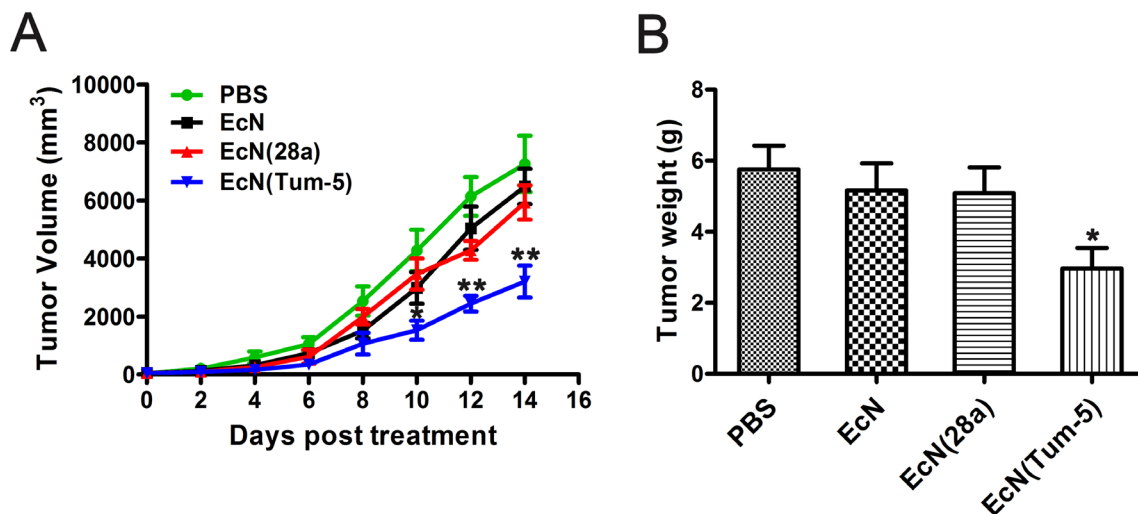 A
Tumor Volume (mm³)
10000
8000
6000
4000
2000
0
PBS
EcN
EcN(28a)
EcN(Tum-5)
*
**
**
0 2 4 6 8 10 12 14 16
Days post treatment
B
Tumor weight (g)
8
6
4
2
0
*
PBS
EcN
EcN(28a)
EcN(Tum-5)